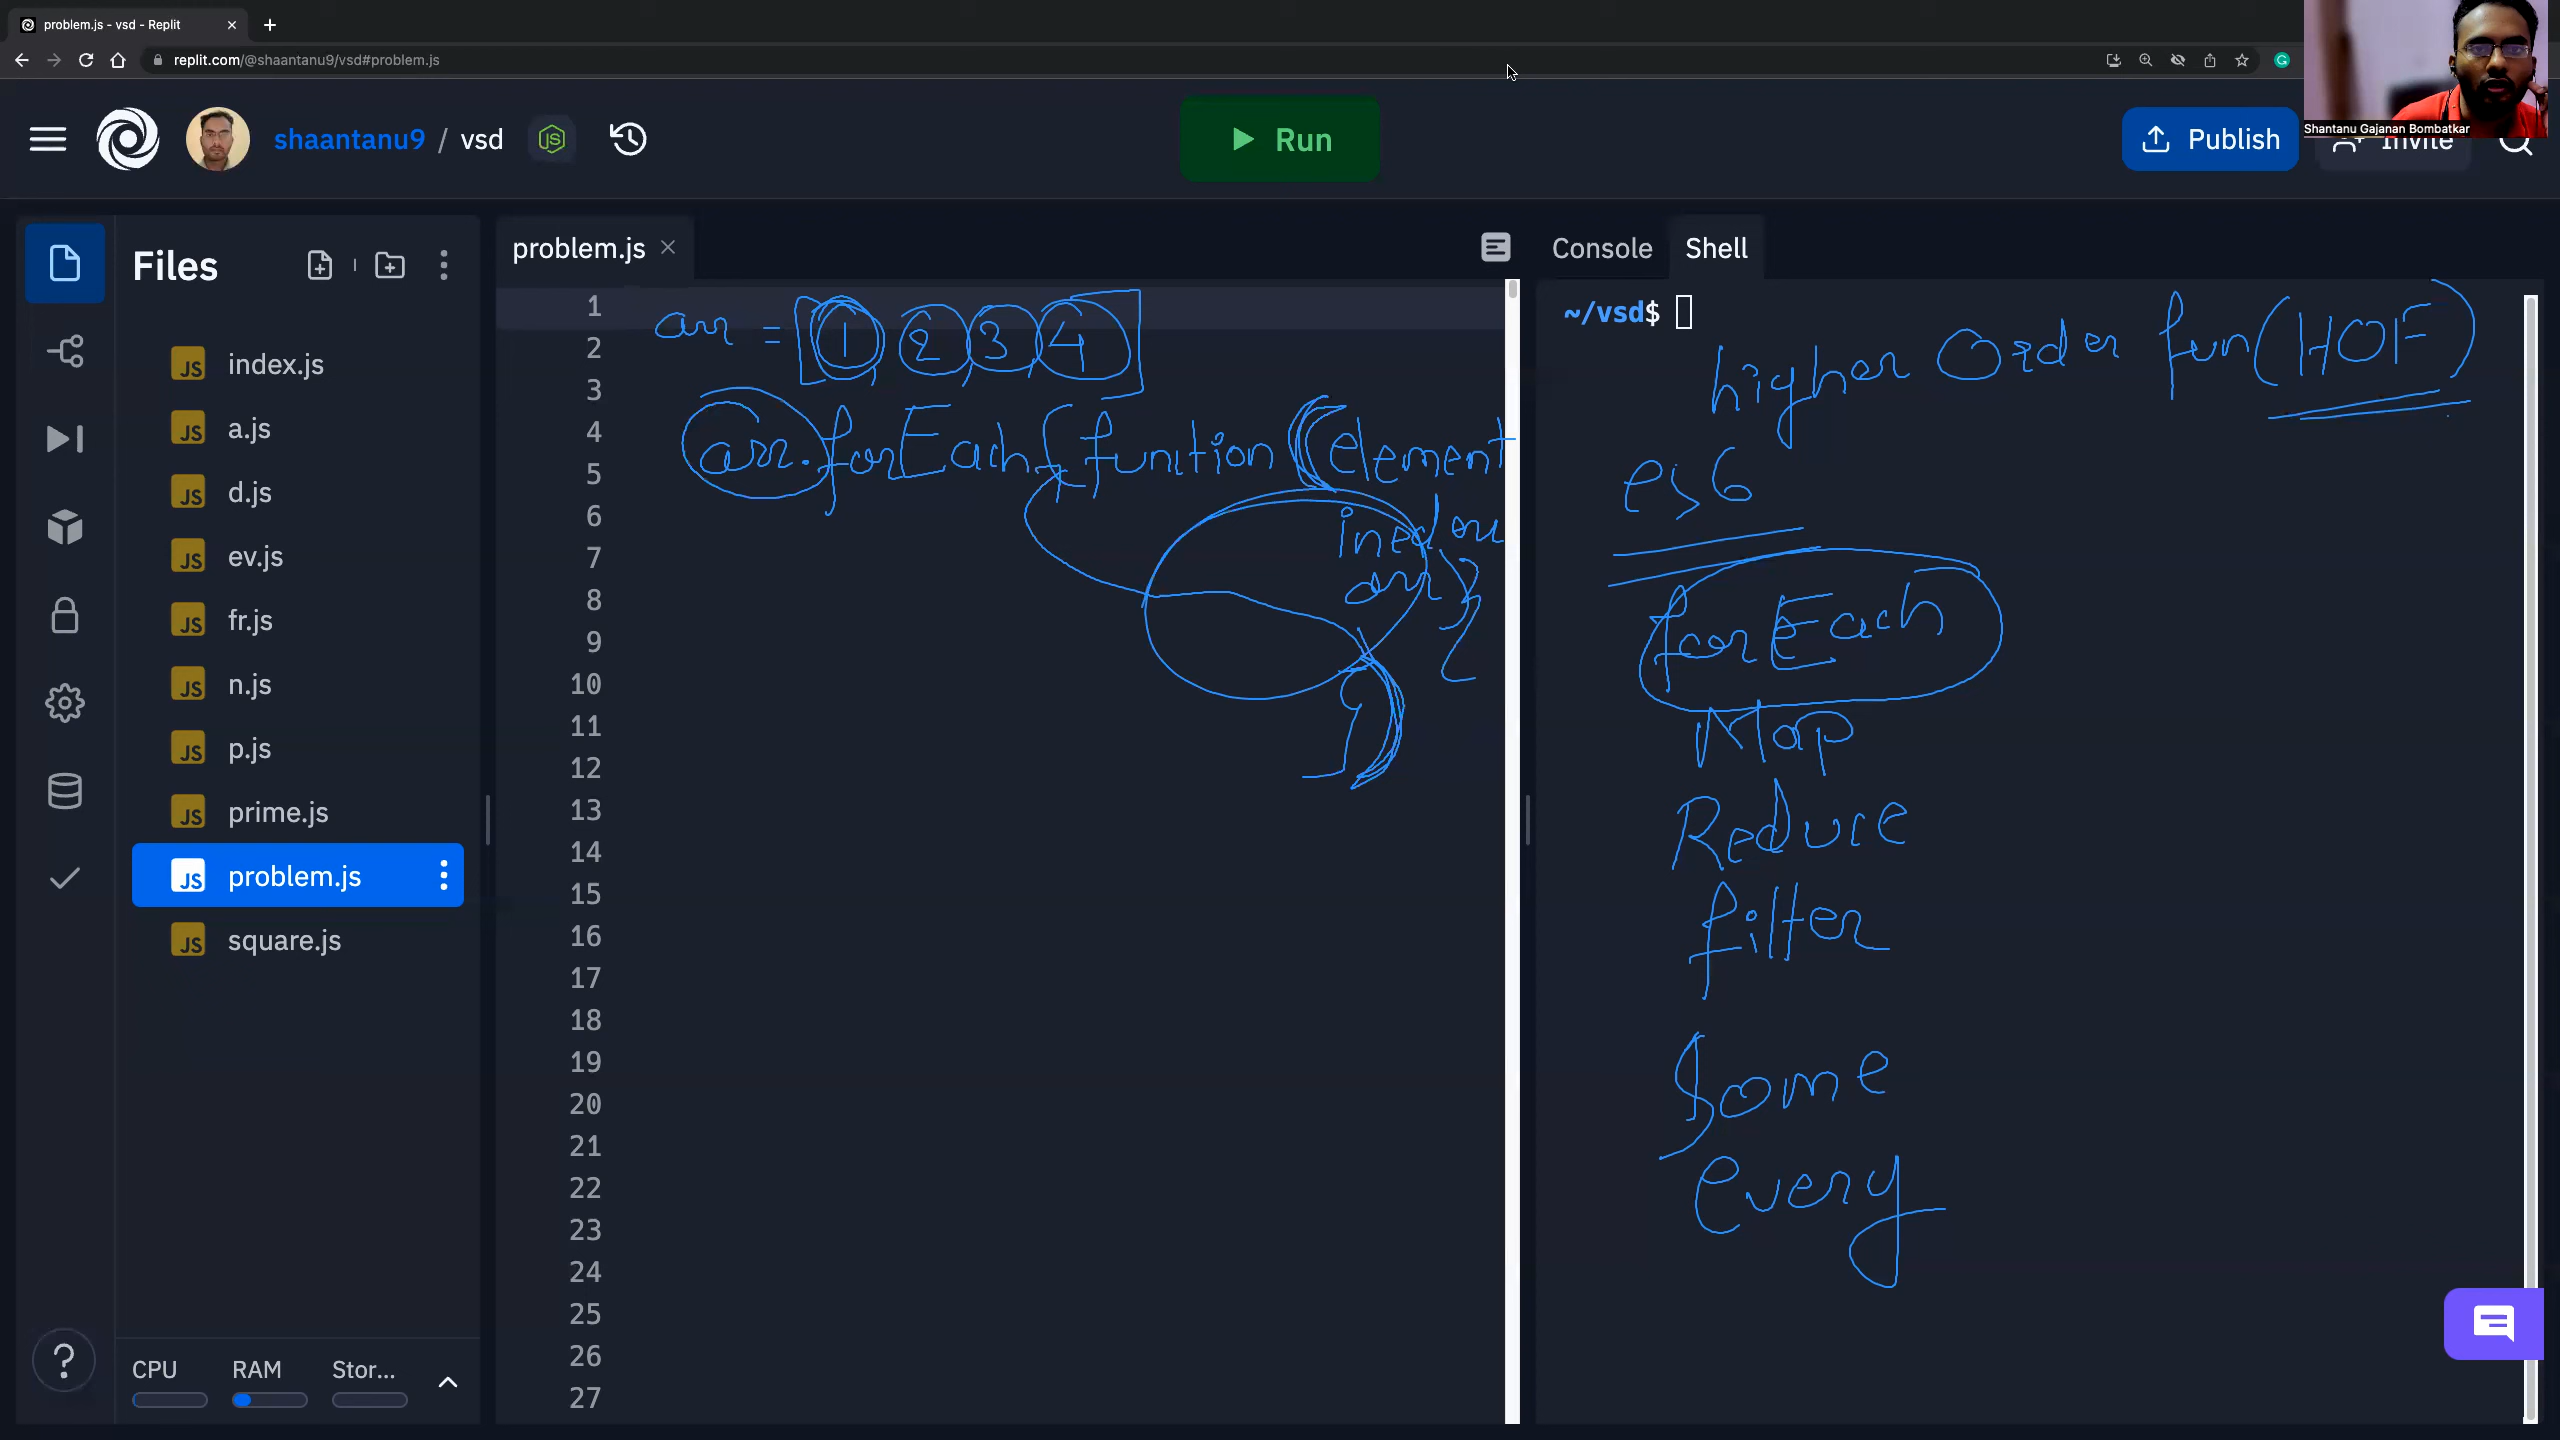 problem.js - vsd - Replit
replit.com/@shaantanu9/vsd#problem.js
Shantanu Gajanan Bombatkar
shaantanu9 / vsd
Run
Publish
Invite
Files
index.js
a.js
d.js
ev.js
fr.js
n.js
p.js
prime.js
problem.js
square.js
CPU RAM Stor...
problem.js
1
2
3
4
5
6
7
8
9
10
11
12
13
14
15
16
17
18
19
20
21
22
23
24
25
26
27
arr = [1, 2, 3, 4]
arr.forEach(function(element
arr) {
})
Console Shell
~/vsd$
higher Order fun(HOF)
es6
forEach
Map
Reduce
filter
Some
every